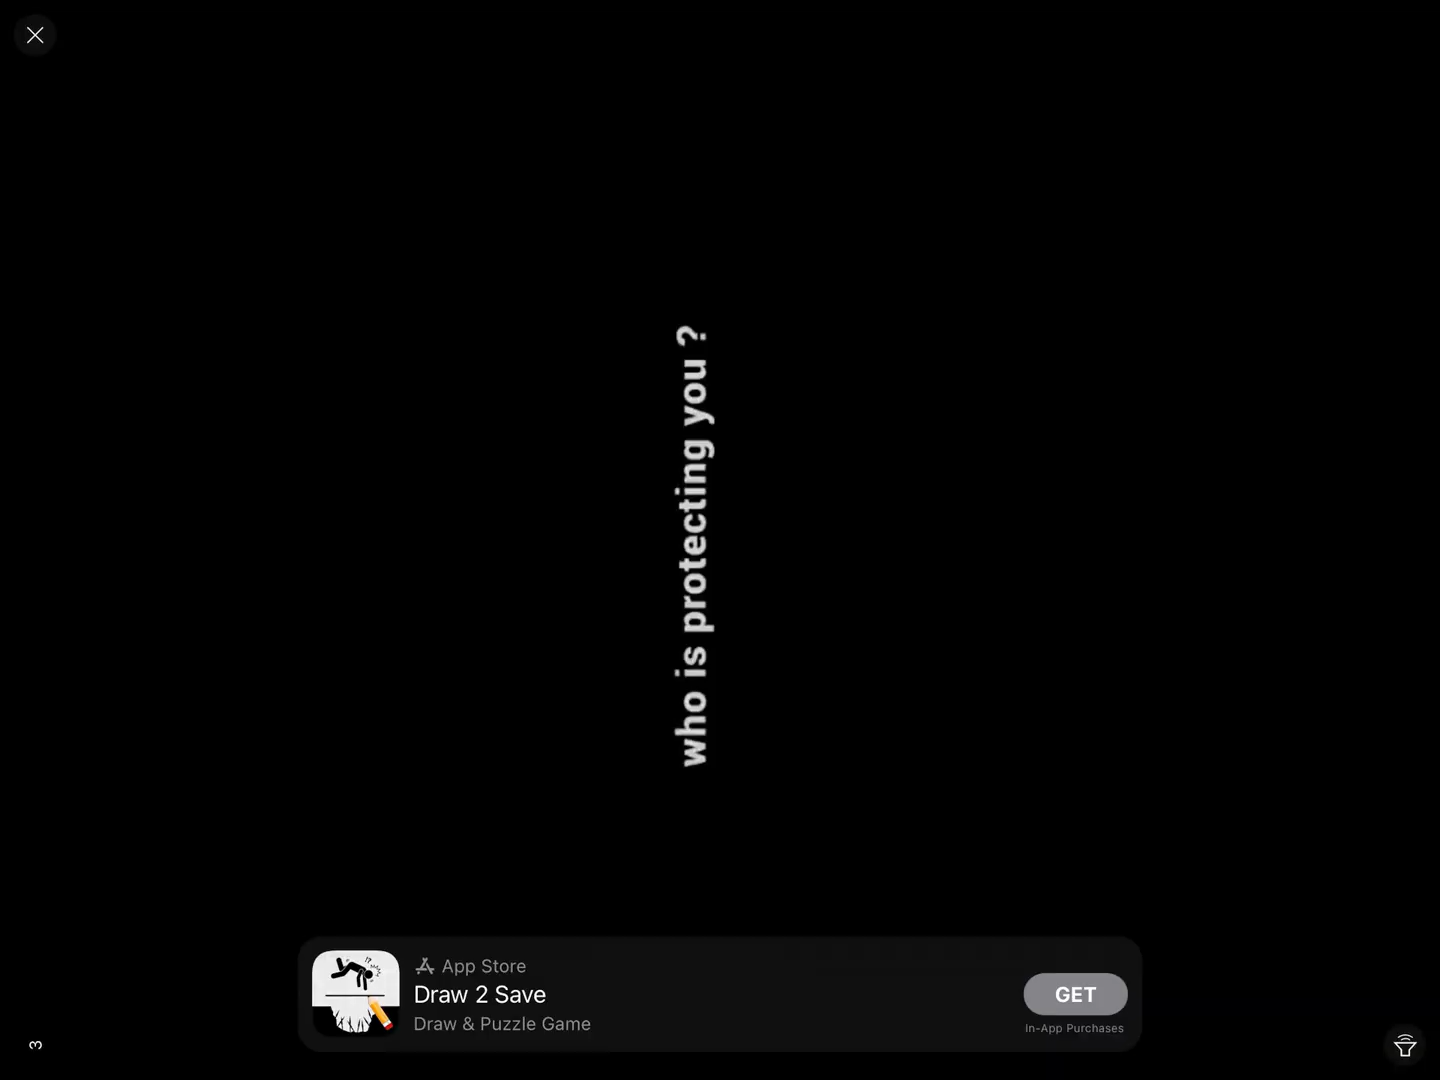 who is protecting you ?
App Store
Draw 2 Save
Draw & Puzzle Game
GET
In-App Purchases
3